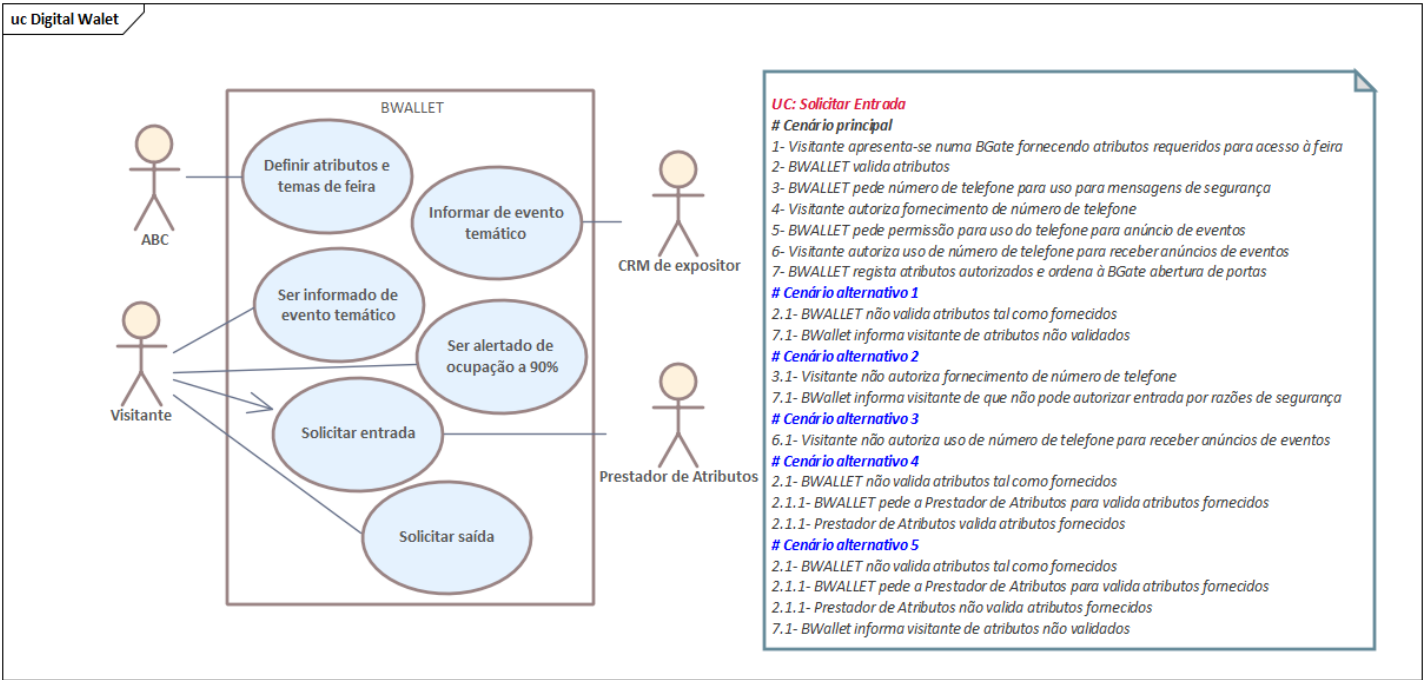 uc Digital Walet
BWALLET
Definir atributos e
temas de feira
Informar de evento
temático
ABC
CRM de expositor
Ser informado de
evento temático
Ser alertado de
ocupação a 90%
Visitante
Solicitar entrada
Prestador de Atributos
Solicitar saída
UC: Solicitar Entrada
# Cenário principal
1- Visitante apresenta-se numa BGate fornecendo atributos requeridos para acesso à feira
2- BWALLET valida atributos
3- BWALLET pede número de telefone para uso para mensagens de segurança
4- Visitante autoriza fornecimento de número de telefone
5- BWALLET pede permissão para uso do telefone para anúncio de eventos
6- Visitante autoriza uso de número de telefone para receber anúncios de eventos
7- BWALLET regista atributos autorizados e ordena à BGate abertura de portas
# Cenário alternativo 1
2.1- BWALLET não valida atributos tal como fornecidos
7.1- BWallet informa visitante de atributos não validados
# Cenário alternativo 2
3.1- Visitante não autoriza fornecimento de número de telefone
7.1- BWallet informa visitante de que não pode autorizar entrada por razões de segurança
# Cenário alternativo 3
6.1- Visitante não autoriza uso de número de telefone para receber anúncios de eventos
# Cenário alternativo 4
2.1- BWALLET não valida atributos tal como fornecidos
2.1.1- BWALLET pede a Prestador de Atributos para valida atributos fornecidos
2.1.1- Prestador de Atributos valida atributos fornecidos
# Cenário alternativo 5
2.1- BWALLET não valida atributos tal como fornecidos
2.1.1- BWALLET pede a Prestador de Atributos para valida atributos fornecidos
2.1.1- Prestador de Atributos não valida atributos fornecidos
7.1- BWallet informa visitante de atributos não validados